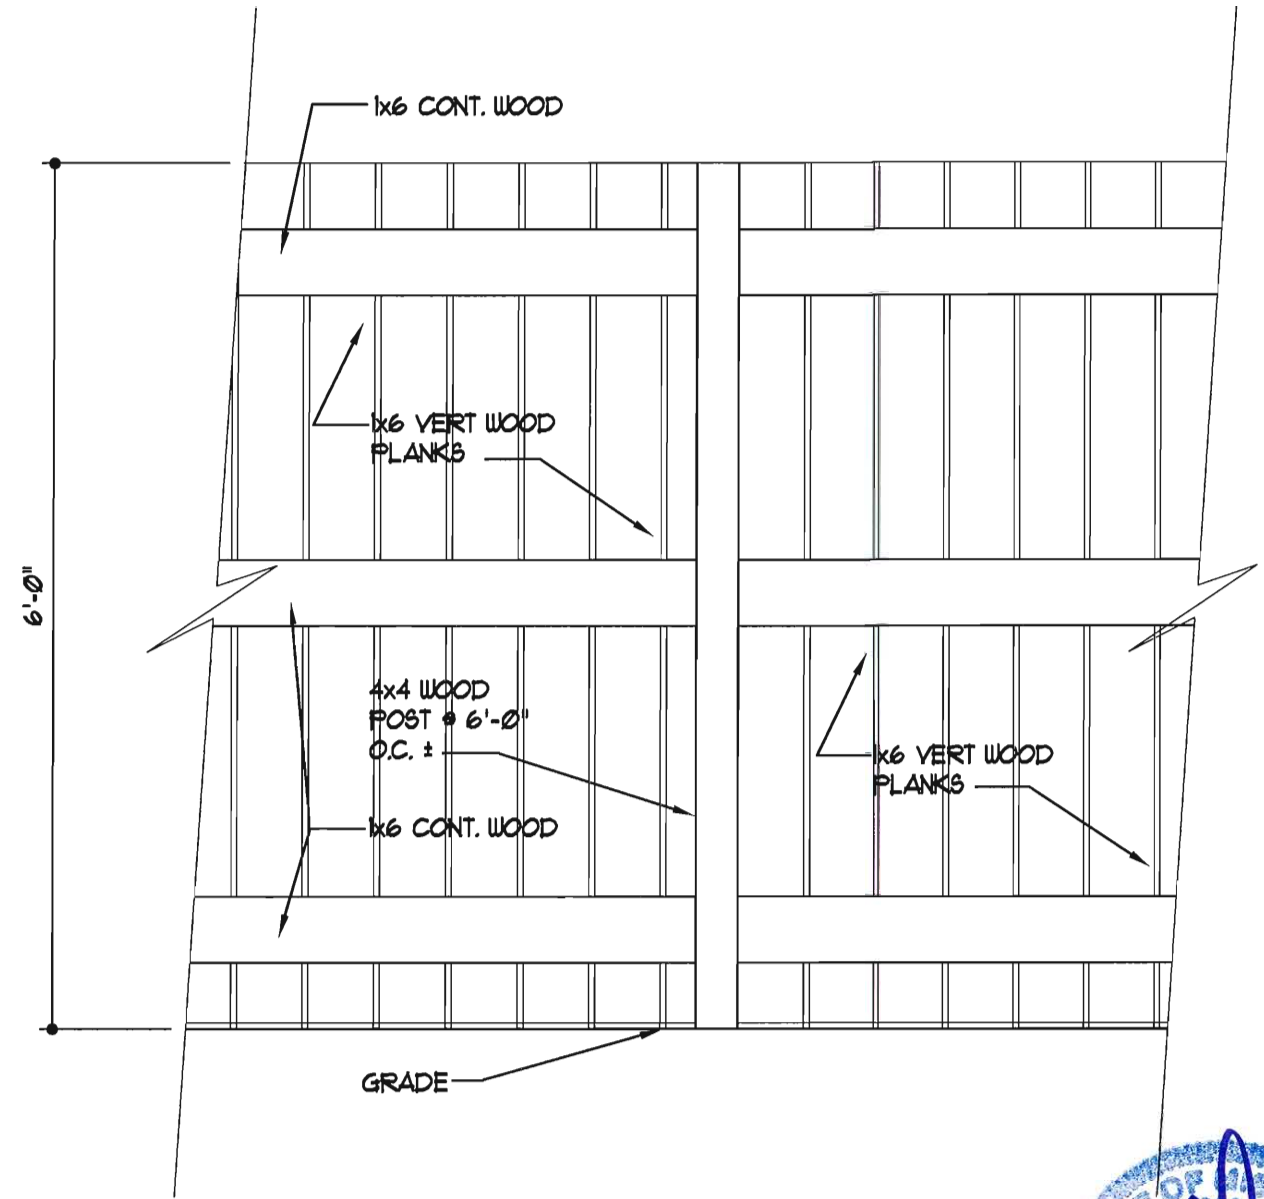 1x6 CONT. WOOD
1x6 VERT WOOD
PLANKS
6'-0"
4x4 WOOD
POST @ 6'-0"
O.C. ±
1x6 VERT WOOD
PLANKS
1x6 CONT. WOOD
GRADE
OF